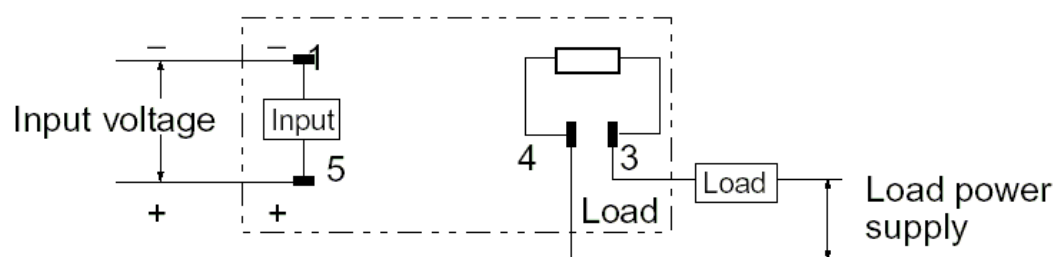 − −
1
Input voltage
Input
5
+ +
4
3
Load
Load
Load power
supply